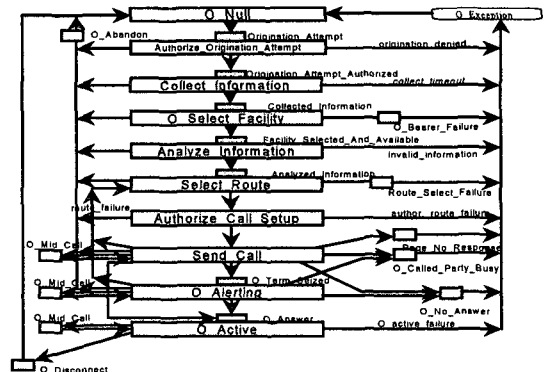 O_Null
O_Exception
O_Abandon
Origination_Attempt
Authorize_Origination_Attempt
origination_denied
Origination_Attempt_Authorized
Collect Information
collect_timeout
Collected_Information
O_Select_Facility
O_Bearer_Failure
Facility_Selected_And_Available
Analyze Information
invalid_information
Analyzed_Information
Select Route
Route_Select_Failure
route_failure
Authorize Call Setup
author_route_failure
O_Mid_Call
Send Call
Page_No_Response
O_Called_Party_Busy
O_Mid_Call
O_Term_Seized
O_Alerting
O_No_Answer
O_Mid_Call
O_Answer
O_Active
O_active_failure
O_Disconnect